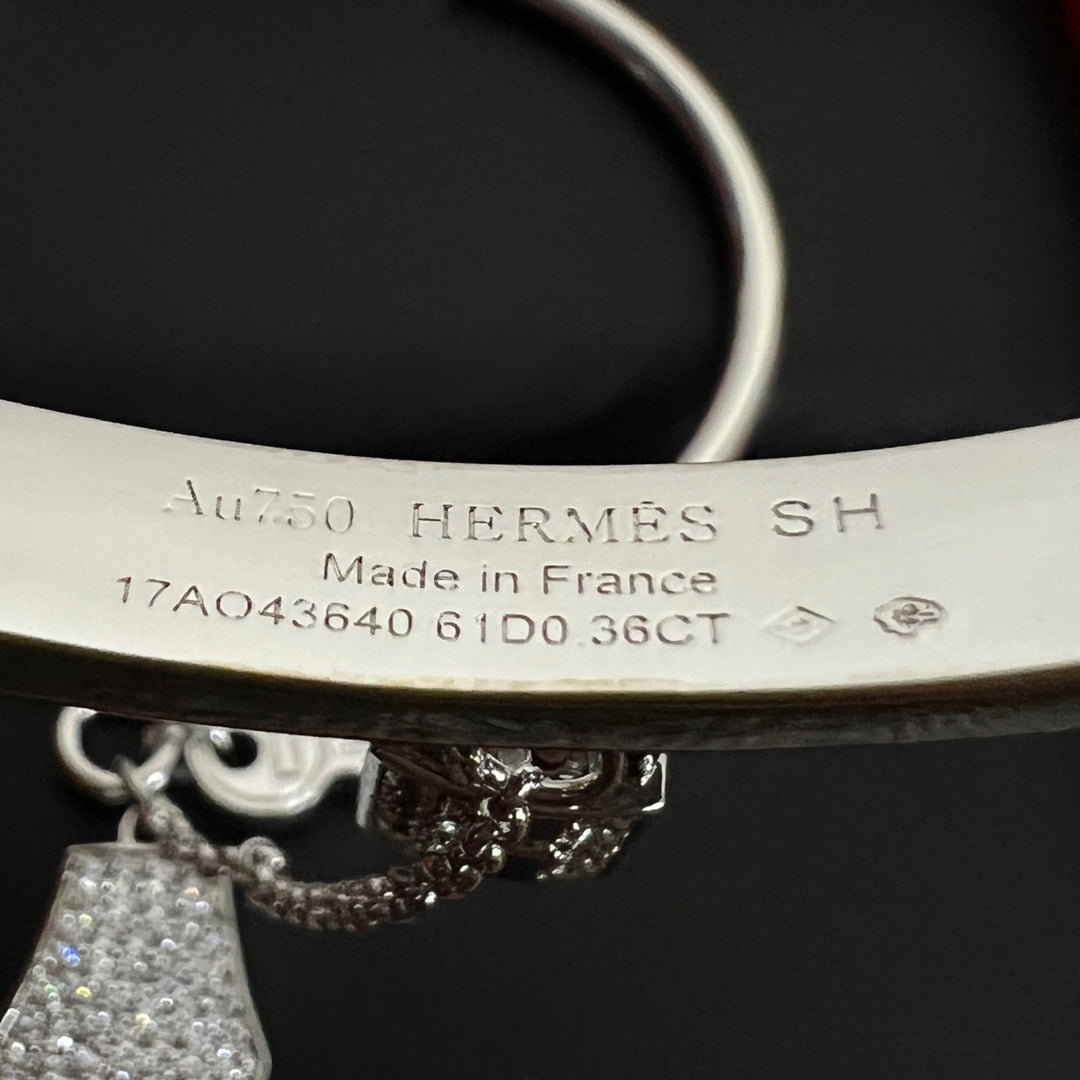 Au750 HERMÈS SH
Made in France
17AO43640 61D0.36CT